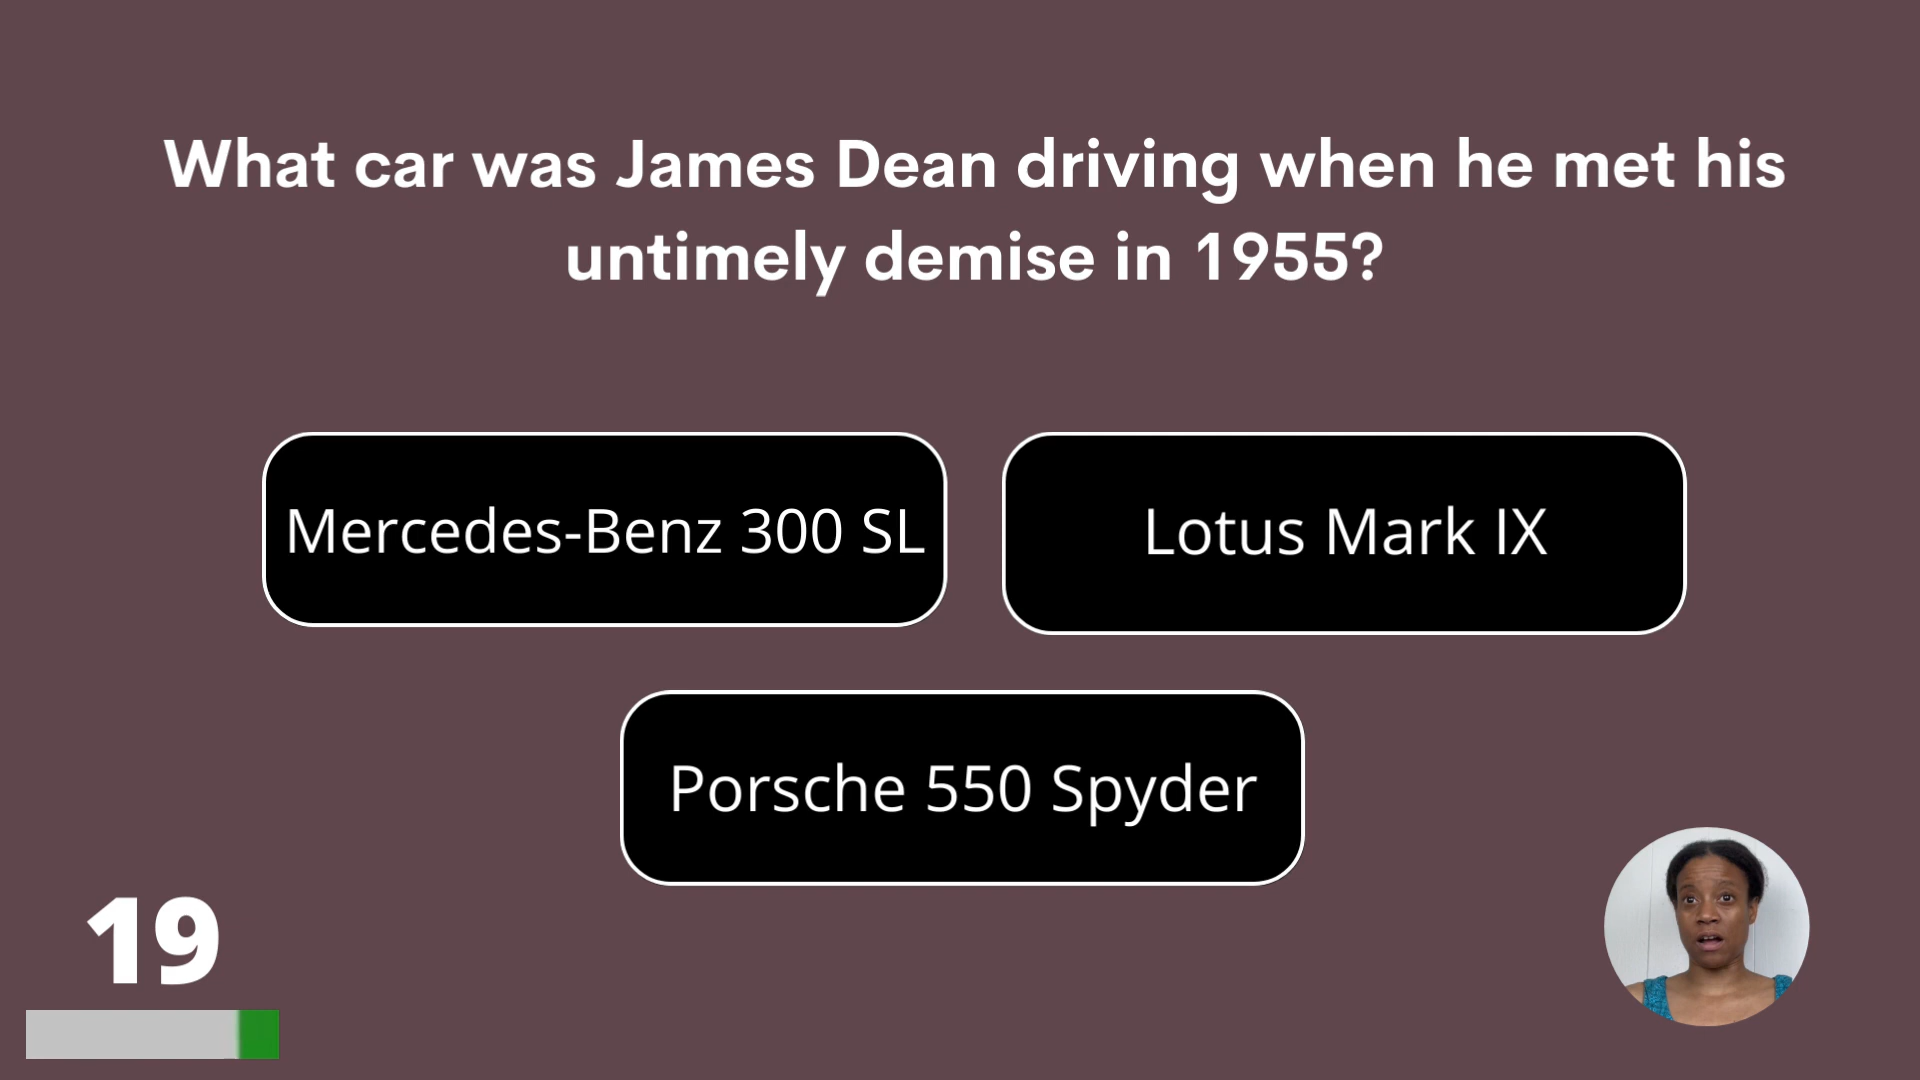 What car was James Dean driving when he met his
untimely demise in 1955?
Mercedes-Benz 300 SL
Lotus Mark IX
Porsche 550 Spyder
19